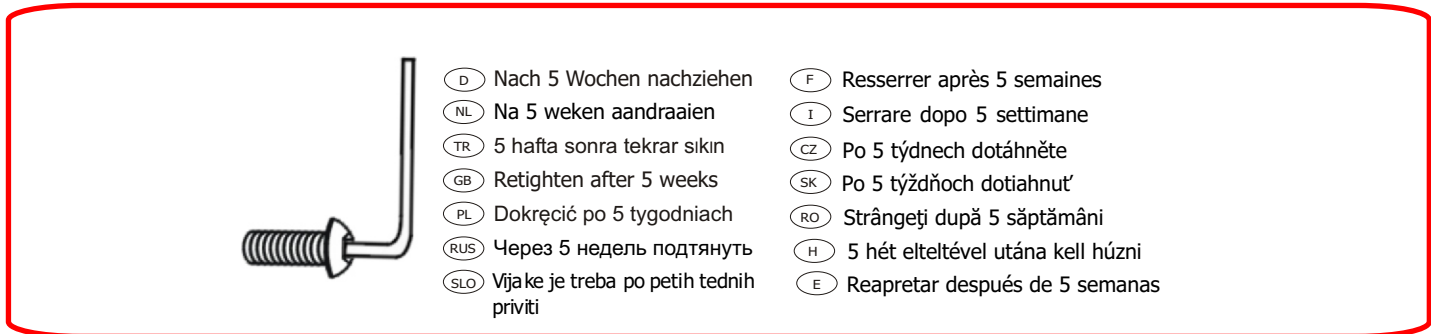 D Nach 5 Wochen nachziehen
NL Na 5 weken aandraaien
TR 5 hafta sonra tekrar sıkın
GB Retighten after 5 weeks
PL Dokręcić po 5 tygodniach
RUS Через 5 недель подтянуть
SLO Vijake je treba po petih tednih
priviti
F Resserrer après 5 semaines
I Serrare dopo 5 settimane
CZ Po 5 týdnech dotáhněte
SK Po 5 týždňoch dotiahnuť
RO Strângeţi după 5 săptămâni
H 5 hét elteltével utána kell húzni
E Reapretar después de 5 semanas